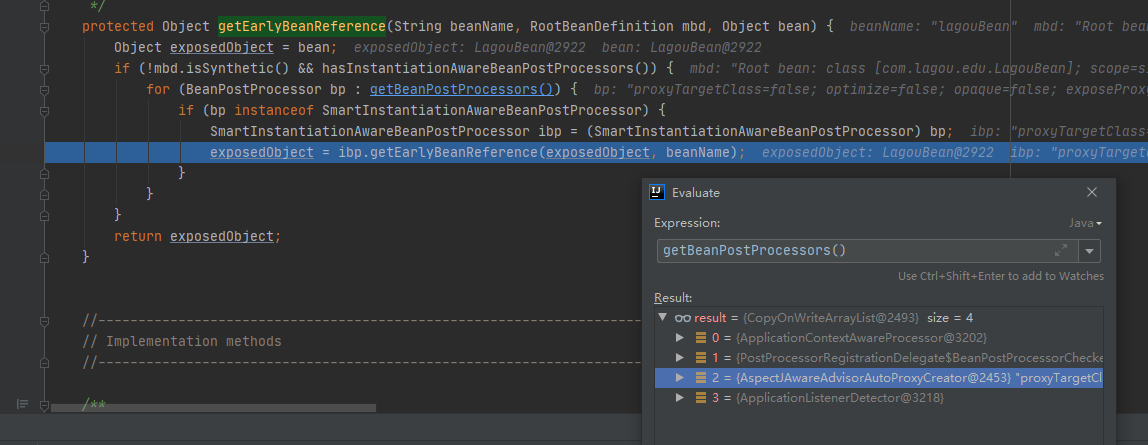 */
protected Object getEarlyBeanReference(String beanName, RootBeanDefinition mbd, Object bean) { beanName: "lagouBean" mbd: "Root bean
Object exposedObject = bean; exposedObject: LagouBean@2922 bean: LagouBean@2922
if (!mbd.isSynthetic() && hasInstantiationAwareBeanPostProcessors()) { mbd: "Root bean: class [com.lagou.edu.LagouBean]; scope=s
for (BeanPostProcessor bp : getBeanPostProcessors()) { bp: "proxyTargetClass=false; optimize=false; opaque=false; exposeProxy
if (bp instanceof SmartInstantiationAwareBeanPostProcessor) {
SmartInstantiationAwareBeanPostProcessor ibp = (SmartInstantiationAwareBeanPostProcessor) bp; ibp: "proxyTargetClass=
exposedObject = ibp.getEarlyBeanReference(exposedObject, beanName); exposedObject: LagouBean@2922 ibp: "proxyTargetC
}
}
}
return exposedObject;
}
//---------------------------------------------------------------------
// Implementation methods
//---------------------------------------------------------------------
/**
IJ Evaluate
Expression:
Java
getBeanPostProcessors()
Use Ctrl+Shift+Enter to add to Watches
Result:
result = {CopyOnWriteArrayList@2493} size = 4
0 = {ApplicationContextAwareProcessor@3202}
1 = {PostProcessorRegistrationDelegate$BeanPostProcessorChecke
2 = {AspectJAwareAdvisorAutoProxyCreator@2453} "proxyTargetCl
3 = {ApplicationListenerDetector@3218}